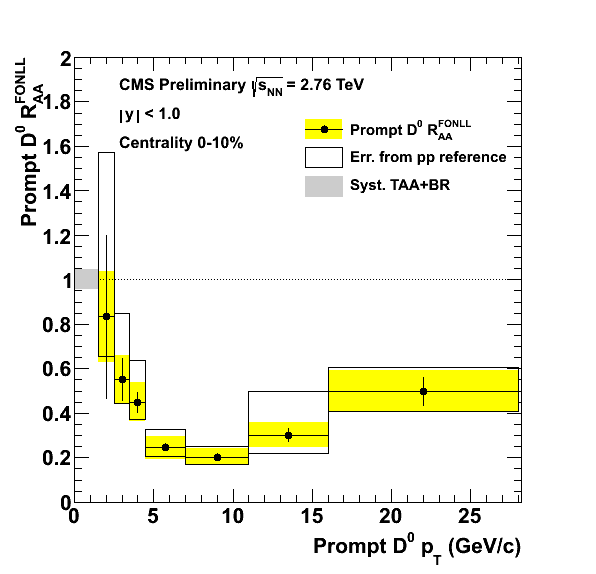 CMS Preliminary √sNN = 2.76 TeV
|y| < 1.0
Centrality 0-10%
Prompt D0 RAAFONLL
Err. from pp reference
Syst. TAA+BR
Prompt D0 RAAFONLL
2
1.8
1.6
1.4
1.2
1
0.8
0.6
0.4
0.2
0
0 5 10 15 20 25
Prompt D0 pT (GeV/c)